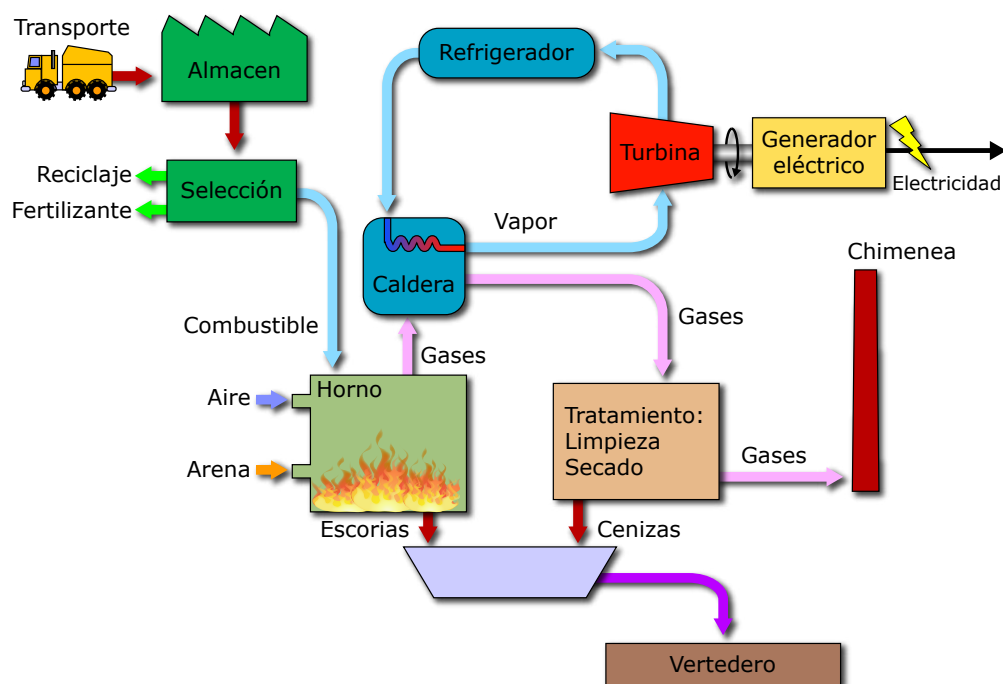 Transporte
Almacen
Refrigerador
Turbina
Generador
eléctrico
Electricidad
Reciclaje
Selección
Fertilizante
Vapor
Chimenea
Caldera
Combustible
Gases
Gases
Aire
Horno
Arena
Tratamiento:
Limpieza
Secado
Gases
Escorias
Cenizas
Vertedero